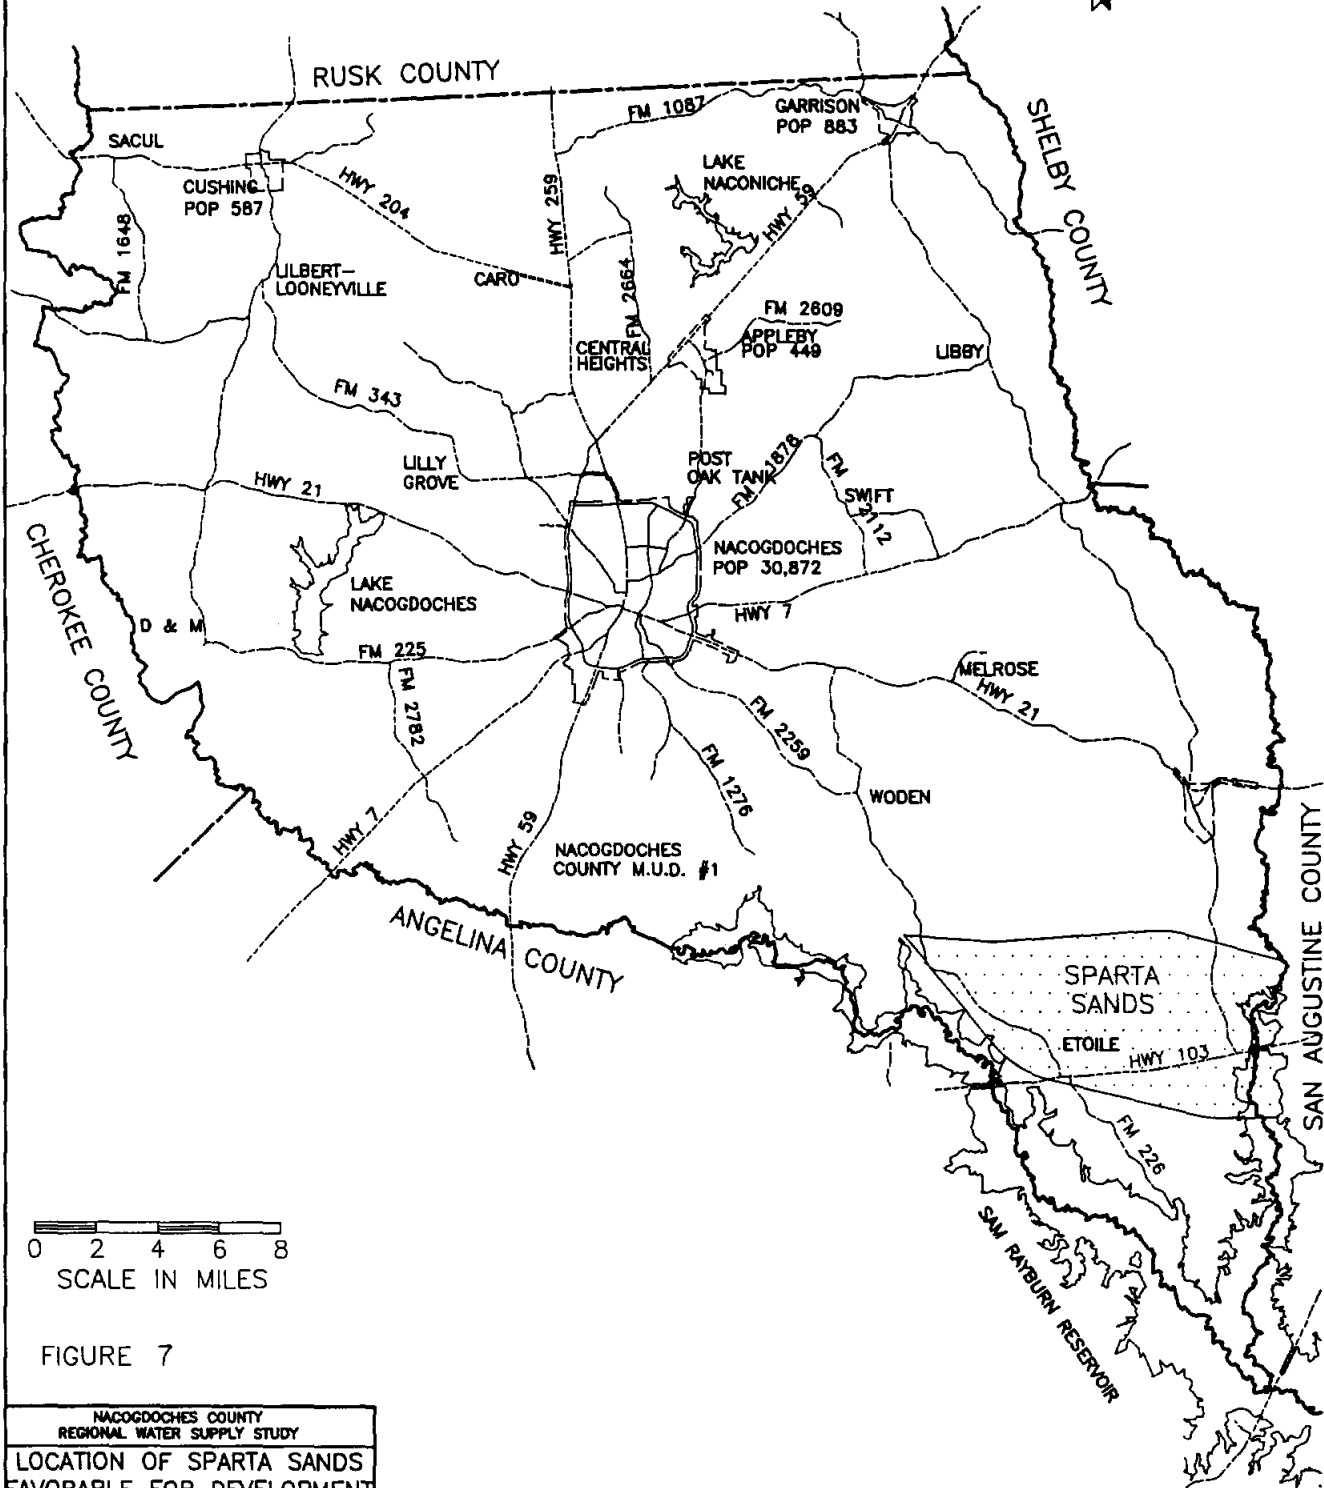 RUSK COUNTY
SHELBY COUNTY
FM 1087
GARRISON
POP 883
SACUL
CUSHING
POP 587
HWY 204
FM 1648
HWY 259
LAKE
NACONICHE
HWY 59
LILBERT-
LOONEYVILLE
CARO
FM 2664
FM 2609
APPLEBY
POP 449
CENTRAL
HEIGHTS
LIBBY
FM 343
LILLY
GROVE
POST
OAK TANK
FM 1878
FM 2112
SWIFT
HWY 21
CHEROKEE COUNTY
LAKE
NACOGDOCHES
NACOGDOCHES
POP 30,872
HWY 7
D & M
FM 225
FM 2782
MELROSE
HWY 21
FM 2259
FM 1276
WODEN
HWY 7
HWY 59
NACOGDOCHES
COUNTY M.U.D. #1
ANGELINA COUNTY
SAN AUGUSTINE COUNTY
SPARTA
SANDS
ETOILE
HWY 103
FM 226
SAM RAYBURN RESERVOIR
0 2 4 6 8
SCALE IN MILES
FIGURE 7
NACOGDOCHES COUNTY
REGIONAL WATER SUPPLY STUDY
LOCATION OF SPARTA SANDS
FAVORABLE FOR DEVELOPMENT